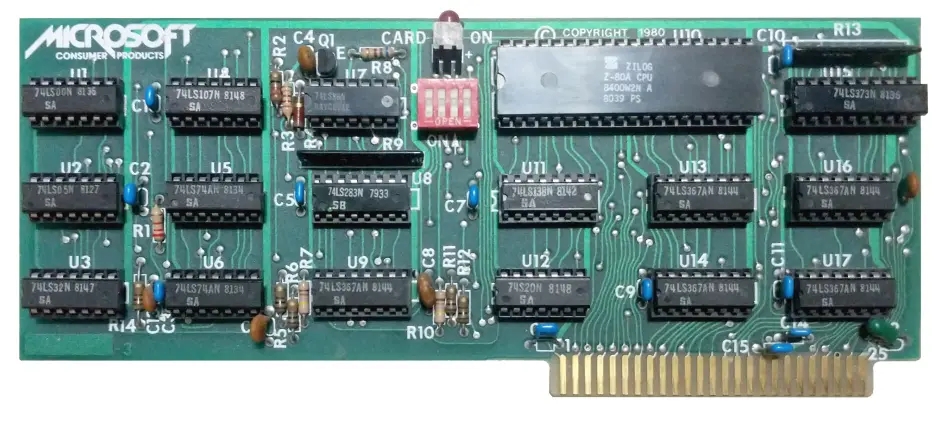 MICROSOFT
CONSUMER PRODUCTS
C4
Q1
E
CARD
ON
© COPYRIGHT 1980
U10
C10
R13
R2
R8
+
U1
U4
U7
U15
74LS00N 8136
SA
74LS107N 8148
SA
ZILOG
Z-80A CPU
8400W2N A
8039 PS
74LS373N 8136
SA
1 2 3 4
OPEN
R3
R9
U2
C2
U5
U8
U11
U13
U16
74LS05N 8127
SA
74LS74AN 8134
SA
C5
74LS283N 7933
SB
C7
74LS138N 8142
SA
74LS367AN 8144
SA
74LS367AN 8144
SA
R1
U3
U6
R6
R7
U9
C8
R11
R12
U12
U14
C11
U17
74LS32N 8147
SA
74LS74AN 8134
SA
74LS367AN 8144
SA
74LS20N 8148
SA
C9
74LS367AN 8144
SA
74LS367AN 8144
SA
R14
R5
R10
C14
C15
25
3